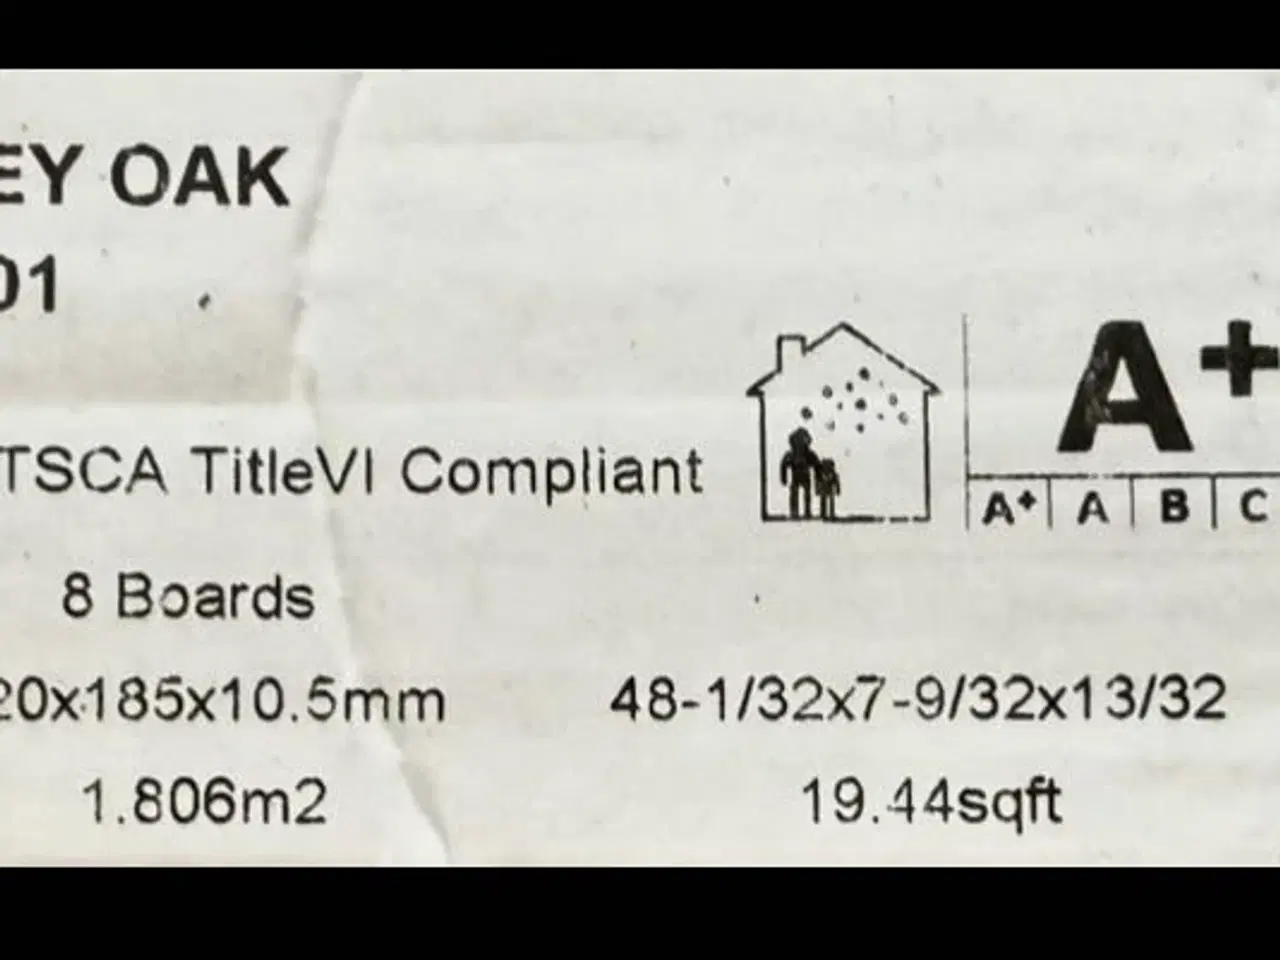 EY OAK
01
TSCA TitleVI Compliant
A+
A+ A B C
8 Boards
20x185x10.5mm 48-1/32x7-9/32x13/32
1.806m2 19.44sqft